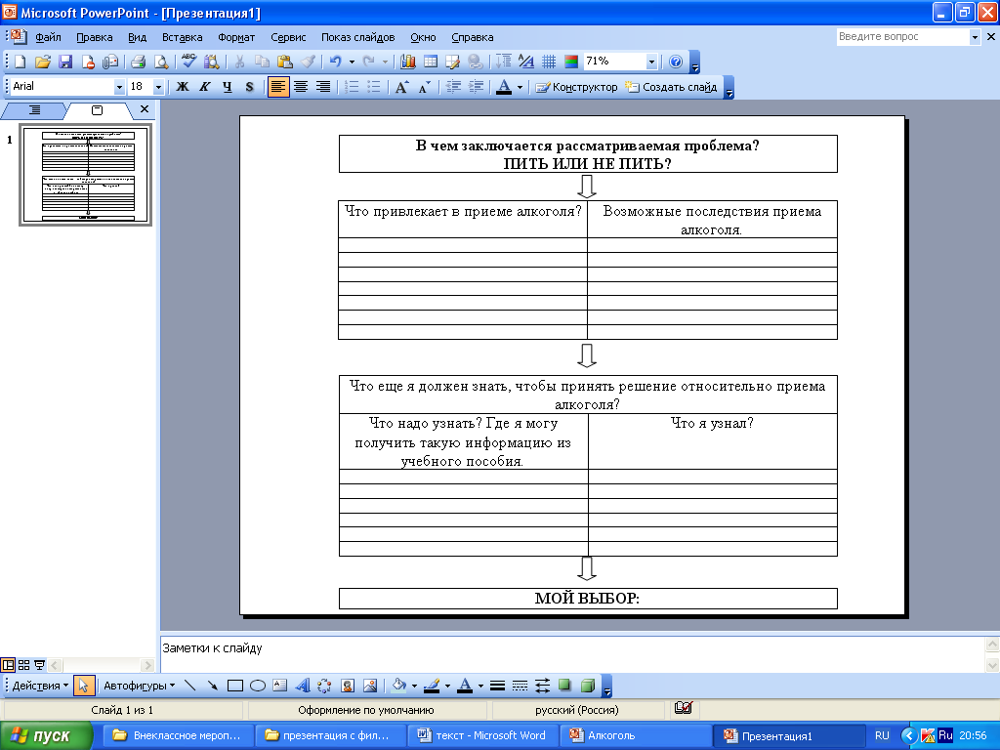 Microsoft PowerPoint - [Презентация1]
Файл Правка Вид Вставка Формат Сервис Показ слайдов Окно Справка
Введите вопрос
71%
Arial 18 Ж К Ч S Конструктор Создать слайд
1
В чем заключается рассматриваемая проблема?
ПИТЬ ИЛИ НЕ ПИТЬ?
Что привлекает в приеме алкоголя?
Возможные последствия приема
алкоголя.
Что еще я должен знать, чтобы принять решение относительно приема
алкоголя?
Что надо узнать? Где я могу
получить такую информацию из
учебного пособия.
Что я узнал?
МОЙ ВЫБОР:
Заметки к слайду
Действия Автофигуры
Слайд 1 из 1 Оформление по умолчанию русский (Россия)
пуск Внеклассное мероп... презентация с фил... текст - Microsoft Word Алкоголь Презентация1 RU Ru 20:56